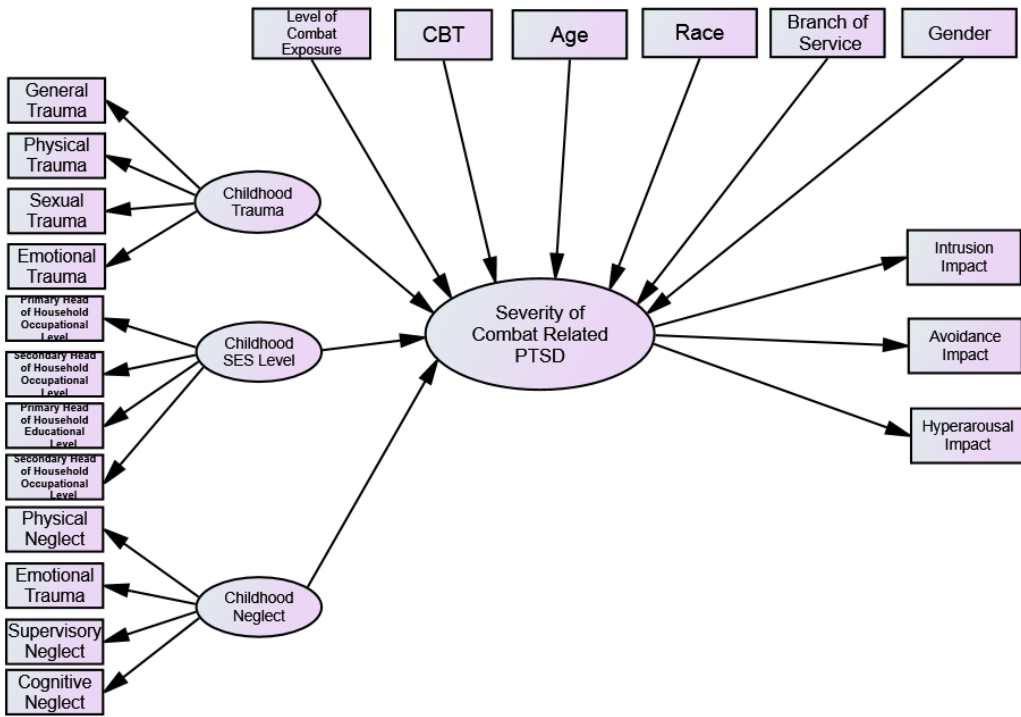 Level of
Combat
Exposure
CBT
Age
Race
Branch of
Service
Gender
General
Trauma
Physical
Trauma
Sexual
Trauma
Emotional
Trauma
Childhood
Trauma
Primary Head
of Household
Occupational
Level
Secondary Head
of Household
Occupational
Level
Primary Head
of Household
Educational
Level
Secondary Head
of Household
Occupational
Level
Childhood
SES Level
Physical
Neglect
Emotional
Trauma
Supervisory
Neglect
Cognitive
Neglect
Childhood
Neglect
Severity of
Combat Related
PTSD
Intrusion
Impact
Avoidance
Impact
Hyperarousal
Impact